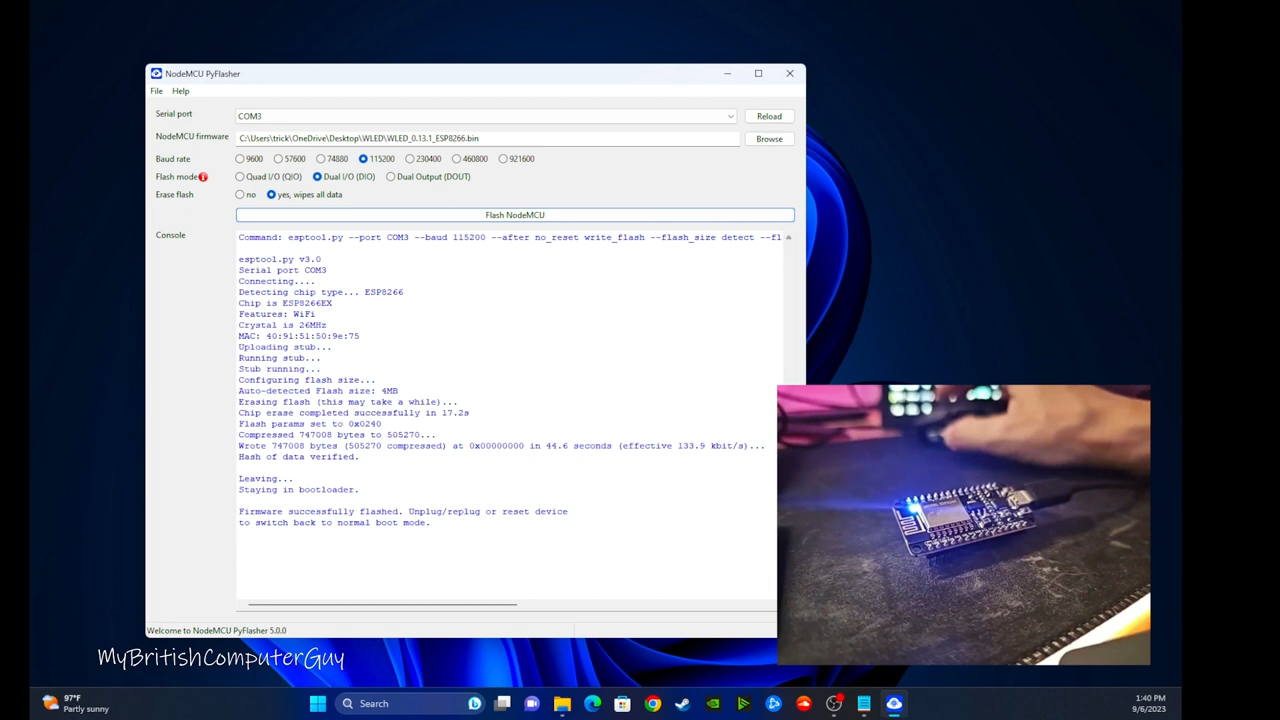 NodeMCU PyFlasher
File Help
Serial port COM3 Reload
NodeMCU firmware C:\Users\trick\OneDrive\Desktop\WLED\WLED_0.13.1_ESP8266.bin Browse
Baud rate 9600 57600 74880 115200 230400 460800 921600
Flash mode Quad I/O (QIO) Dual I/O (DIO) Dual Output (DOUT)
Erase flash no yes, wipes all data
Flash NodeMCU
Console
Command: esptool.py --port COM3 --baud 115200 --after no_reset write_flash --flash_size detect --fl
esptool.py v3.0
Serial port COM3
Connecting....
Detecting chip type... ESP8266
Chip is ESP8266EX
Features: WiFi
Crystal is 26MHz
MAC: 40:91:51:50:9e:75
Uploading stub...
Running stub...
Stub running...
Configuring flash size...
Auto-detected Flash size: 4MB
Erasing flash (this may take a while)...
Chip erase completed successfully in 17.2s
Flash params set to 0x0240
Compressed 747008 bytes to 505270...
Wrote 747008 bytes (505270 compressed) at 0x00000000 in 44.6 seconds (effective 133.9 kbit/s)...
Hash of data verified.
Leaving...
Staying in bootloader.
Firmware successfully flashed. Unplug/replug or reset device
to switch back to normal boot mode.
Welcome to NodeMCU PyFlasher 5.0.0
MyBritishComputerGuy
97°F
Partly sunny
Search
1:40 PM
9/6/2023